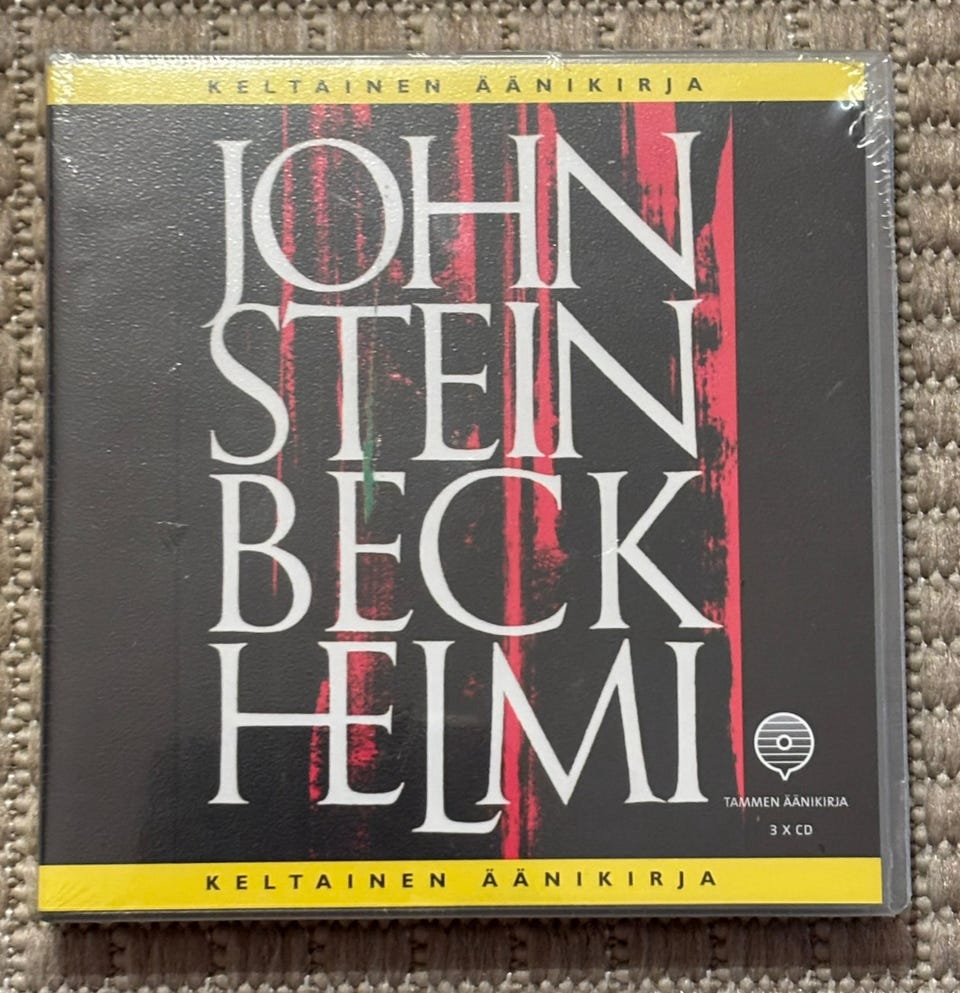 KELTAINEN ÄÄNIKIRJA
JOHN
STEIN
BECK
HELMI
TAMMEN ÄÄNIKIRJA
3 X CD
KELTAINEN ÄÄNIKIRJA